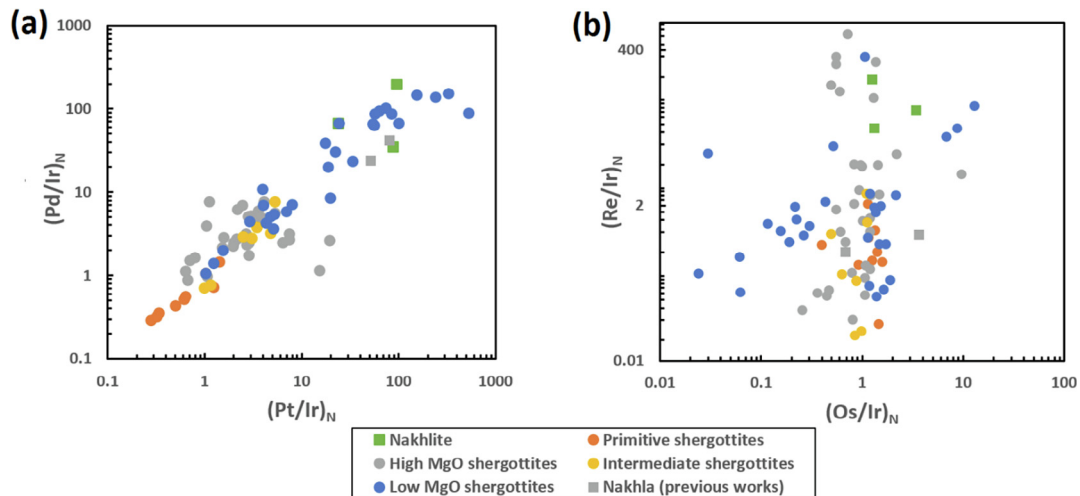 (a)
1000
100
10
1
0.1
(Pd/Ir)N
0.1
1
10
100
1000
(Pt/Ir)N
(b)
400
2
0.01
(Re/Ir)N
0.01
0.1
1
10
100
(Os/Ir)N
Nakhlite
Primitive shergottites
High MgO shergottites
Intermediate shergottites
Low MgO shergottites
Nakhla (previous works)